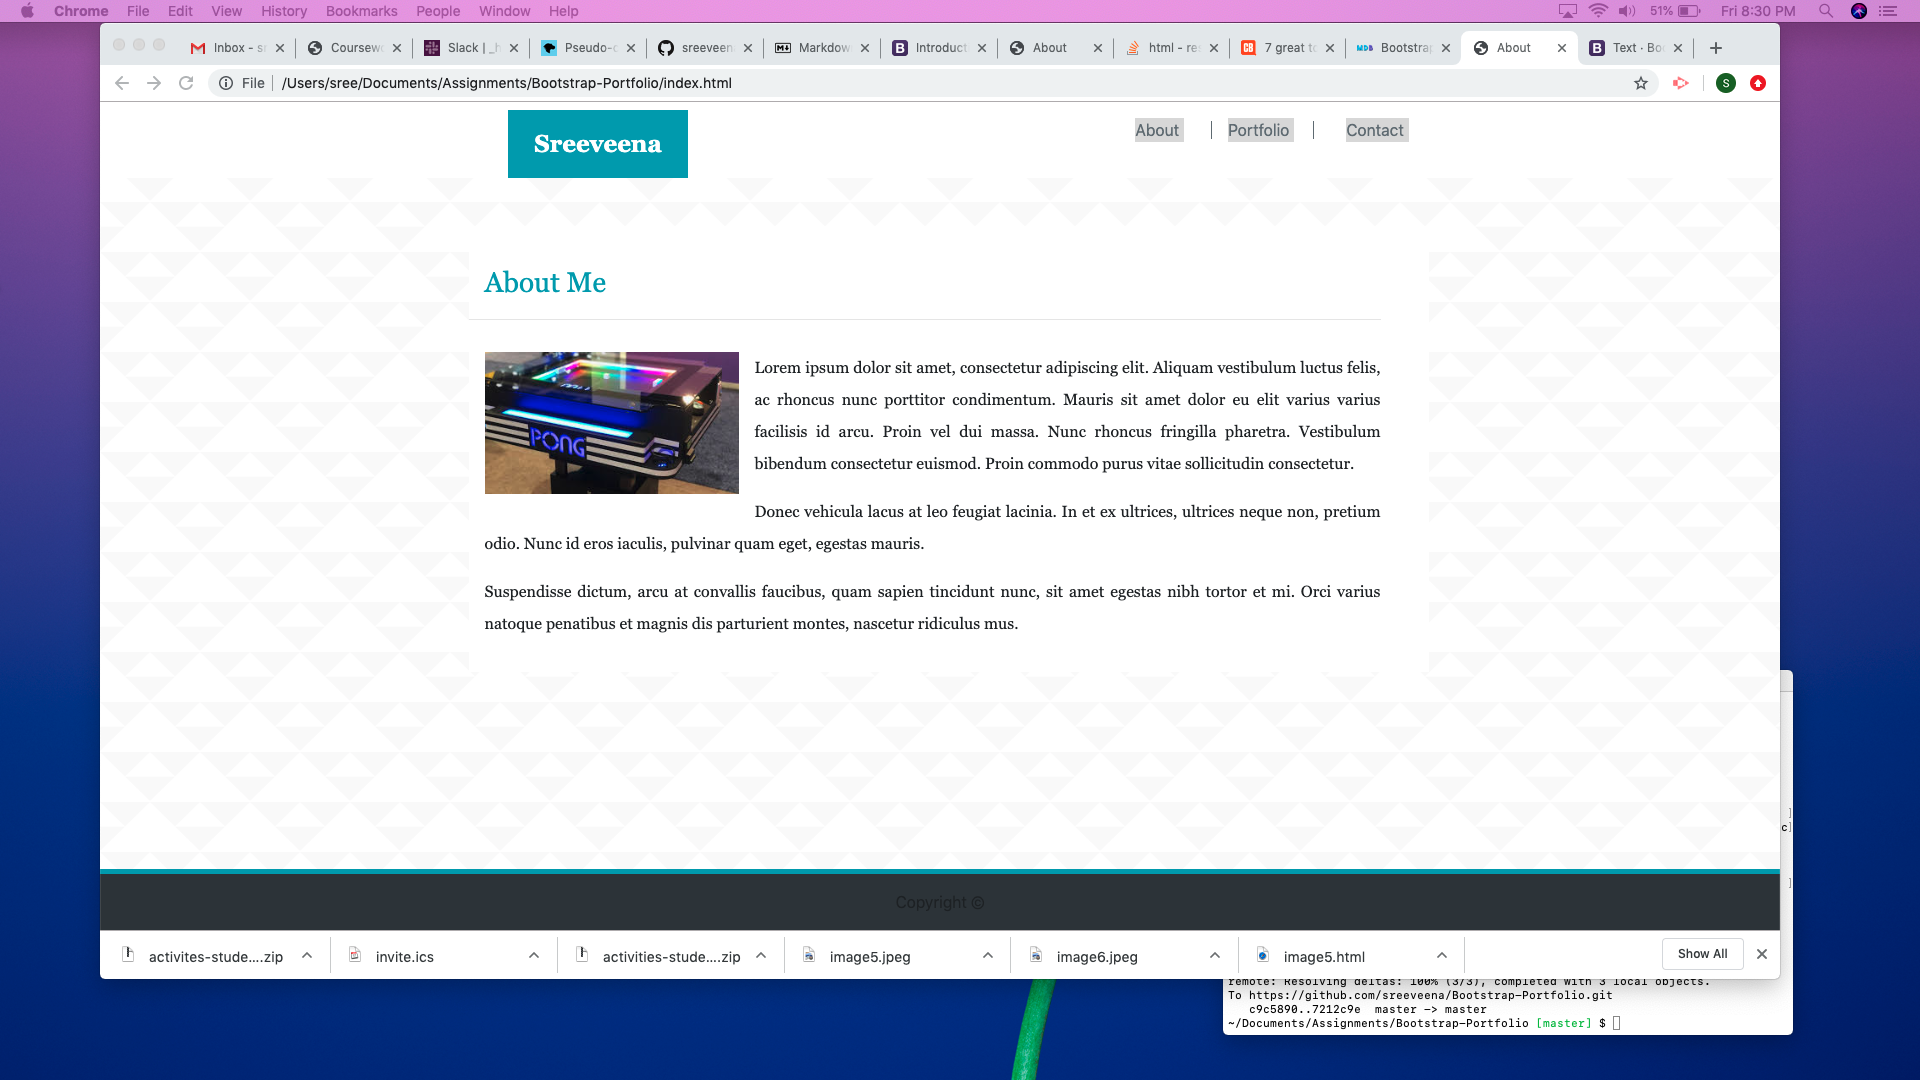 Chrome File Edit View History Bookmarks People Window Help 51% Fri 8:30 PM
Inbox - s Coursew Slack | _h Pseudo-c sreeveen Markdow Introduct About html - re 7 great t Bootstrap About Text · Bo
File /Users/sree/Documents/Assignments/Bootstrap-Portfolio/index.html S
Sreeveena About Portfolio Contact
About Me
PONG
Lorem ipsum dolor sit amet, consectetur adipiscing elit. Aliquam vestibulum luctus felis,
ac rhoncus nunc porttitor condimentum. Mauris sit amet dolor eu elit varius varius
facilisis id arcu. Proin vel dui massa. Nunc rhoncus fringilla pharetra. Vestibulum
bibendum consectetur euismod. Proin commodo purus vitae sollicitudin consectetur.
Donec vehicula lacus at leo feugiat lacinia. In et ex ultrices, ultrices neque non, pretium
odio. Nunc id eros iaculis, pulvinar quam eget, egestas mauris.
Suspendisse dictum, arcu at convallis faucibus, quam sapien tincidunt nunc, sit amet egestas nibh tortor et mi. Orci varius
natoque penatibus et magnis dis parturient montes, nascetur ridiculus mus.
Copyright ©
activites-stude....zip invite.ics activities-stude....zip image5.jpeg image6.jpeg image5.html Show All
remote: Resolving deltas: 100% (3/3), completed with 3 local objects.
To https://github.com/sreeveena/Bootstrap-Portfolio.git
c9c5890..7212c9e master -> master
~/Documents/Assignments/Bootstrap-Portfolio [master] $